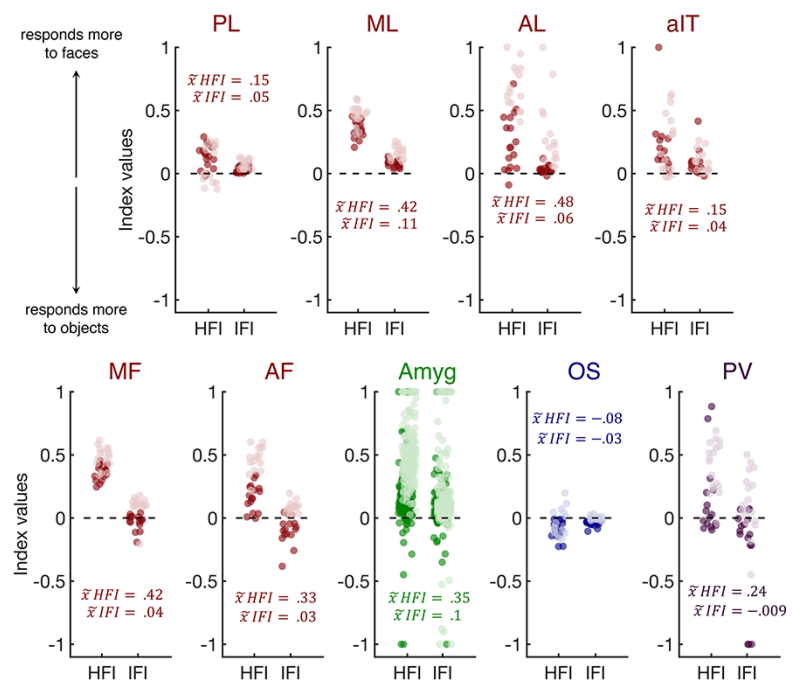 responds more
to faces
responds more
to objects
PL
ML
AL
aIT
Index values
1
0.5
0
-0.5
-1
x̃ HFI = .15
x̃ IFI = .05
HFI IFI
1
0.5
0
-0.5
-1
x̃ HFI = .42
x̃ IFI = .11
HFI IFI
1
0.5
0
-0.5
-1
x̃ HFI = .48
x̃ IFI = .06
HFI IFI
1
0.5
0
-0.5
-1
x̃ HFI = .15
x̃ IFI = .04
HFI IFI
MF
AF
Amyg
OS
PV
Index values
1
0.5
0
-0.5
-1
x̃ HFI = .42
x̃ IFI = .04
HFI IFI
1
0.5
0
-0.5
-1
x̃ HFI = .33
x̃ IFI = .03
HFI IFI
1
0.5
0
-0.5
-1
x̃ HFI = .35
x̃ IFI = .1
HFI IFI
1
0.5
0
-0.5
-1
x̃ HFI = −.08
x̃ IFI = −.03
HFI IFI
1
0.5
0
-0.5
-1
x̃ HFI = .24
x̃ IFI = −.009
HFI IFI